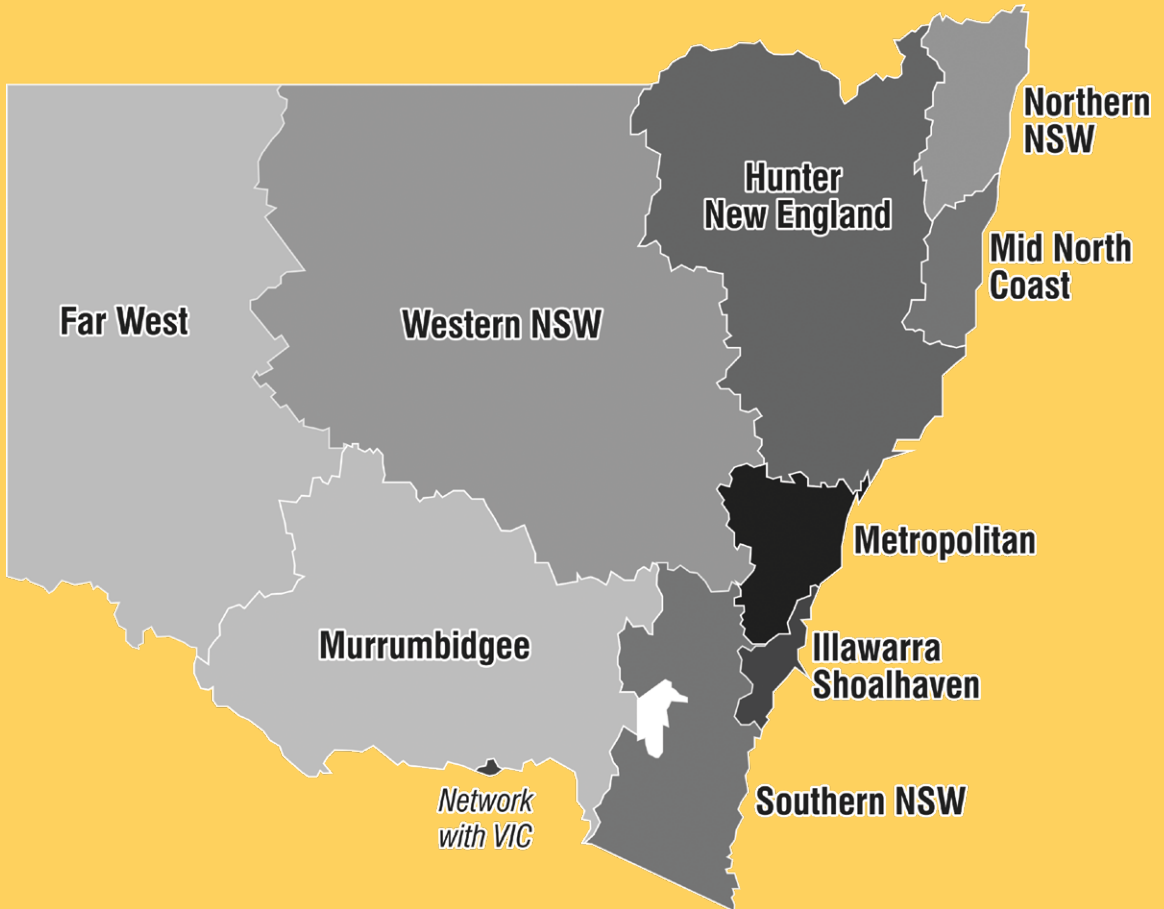 Northern
NSW
Hunter
New England
Mid North
Coast
Far West
Western NSW
Metropolitan
Murrumbidgee
Illawarra
Shoalhaven
Network
with VIC
Southern NSW